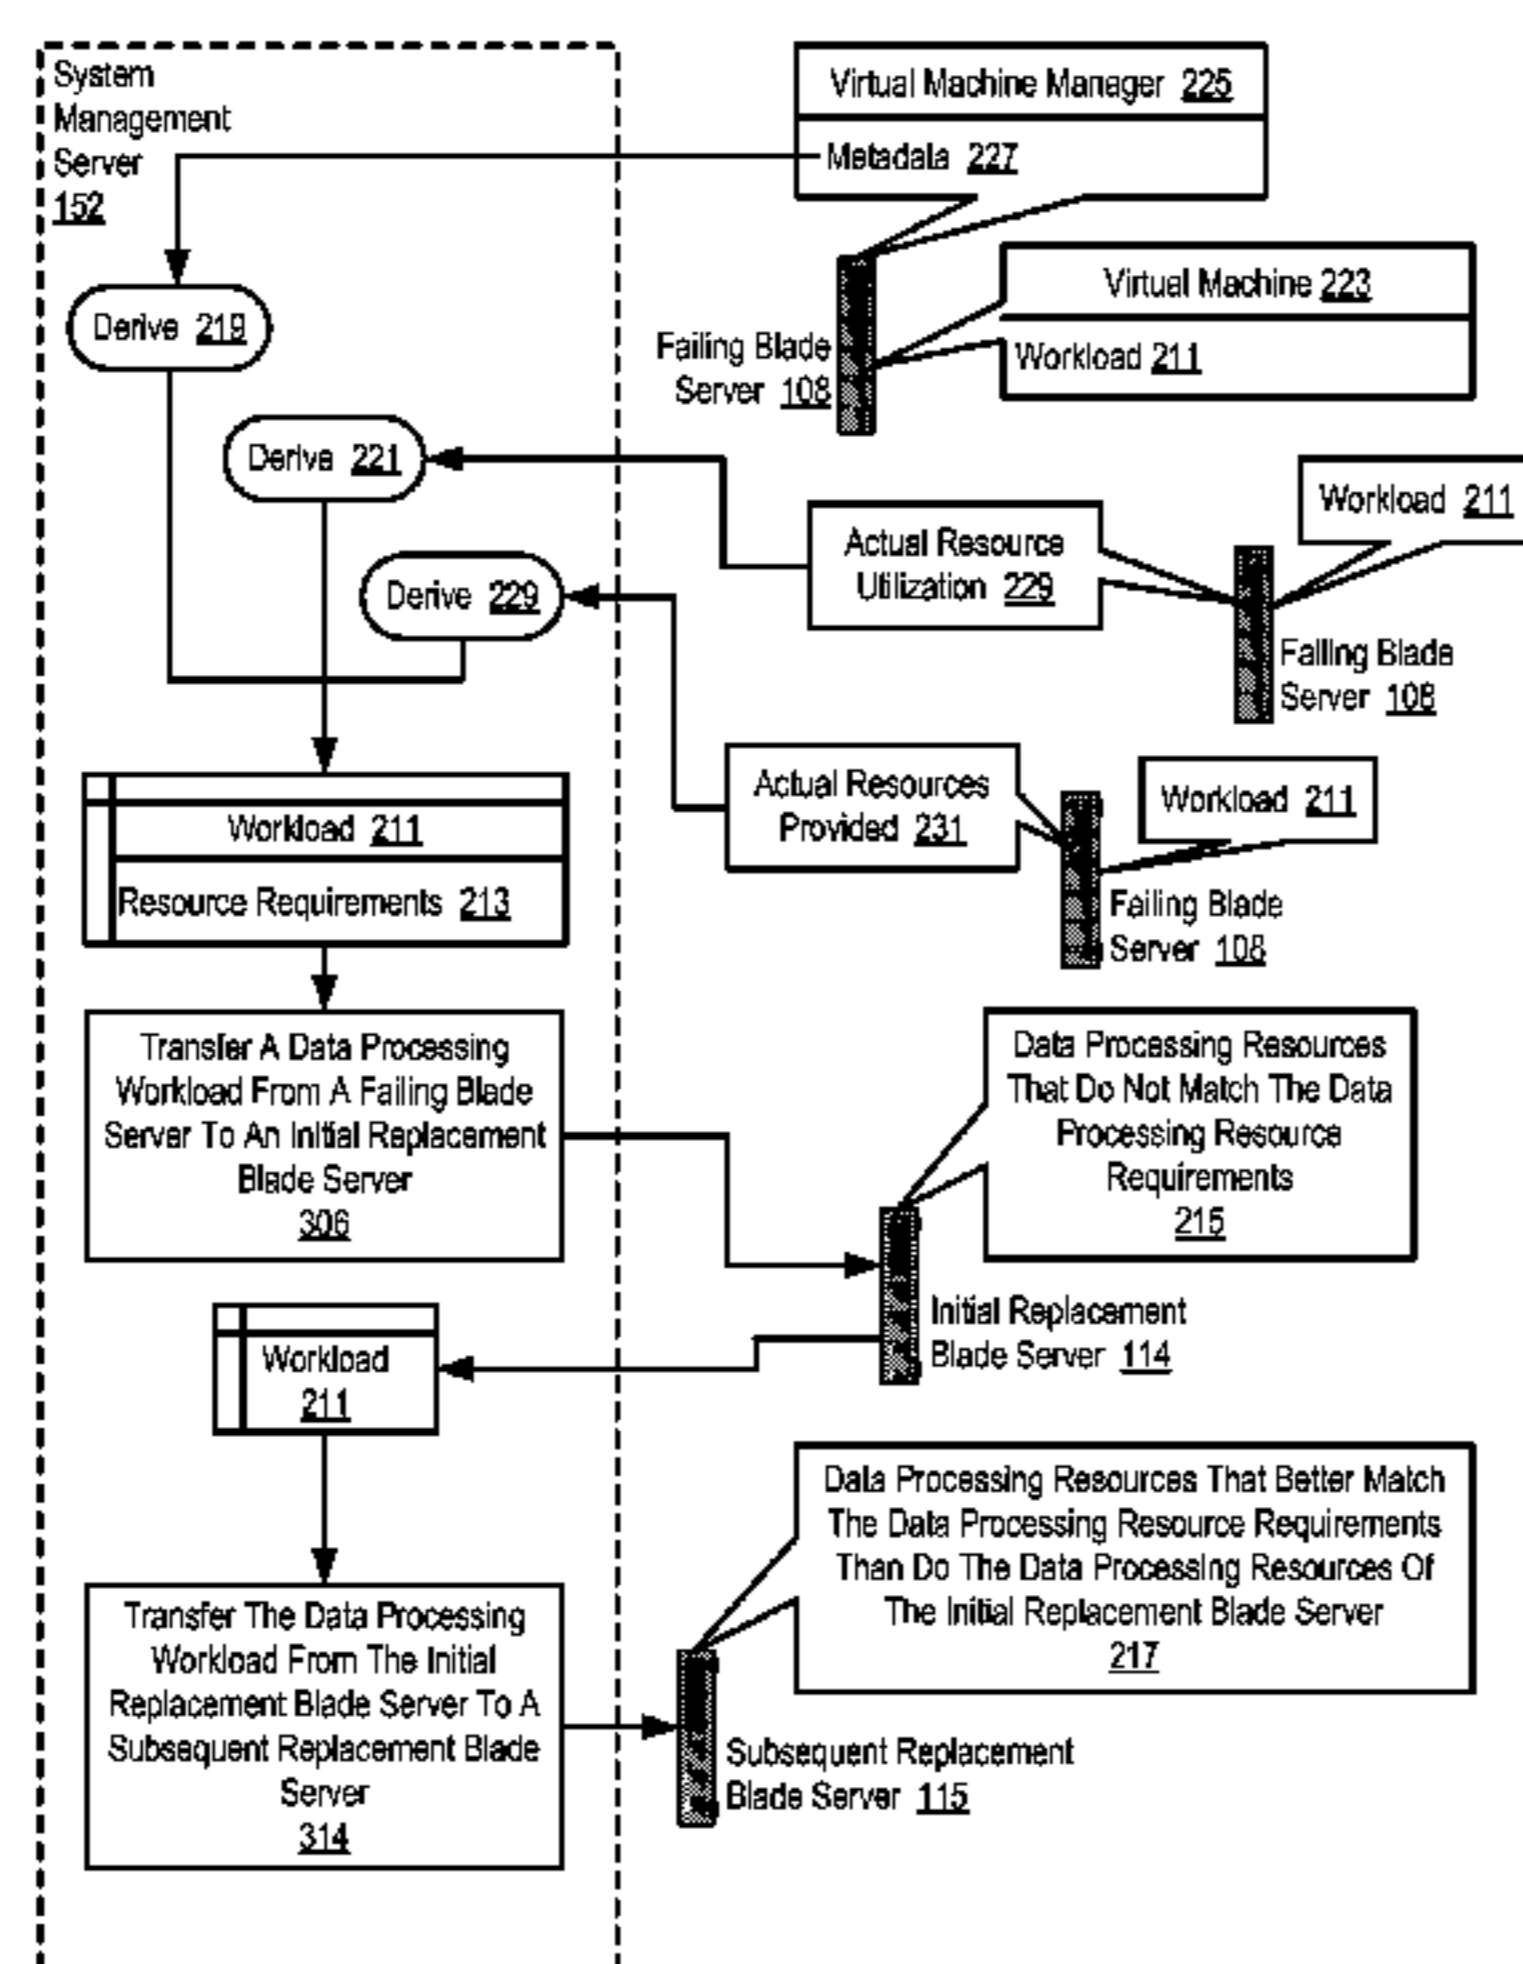 System
Management
Server
152
Virtual Machine Manager 225
Metadata 227
Derive 219
Failing Blade
Server 108
Virtual Machine 223
Workload 211
Derive 221
Actual Resource
Utilization 229
Workload 211
Failing Blade
Server 108
Derive 229
Actual Resources
Provided 231
Workload 211
Failing Blade
Server 108
Workload 211
Resource Requirements 213
Transfer A Data Processing
Workload From A Failing Blade
Server To An Initial Replacement
Blade Server
306
Data Processing Resources
That Do Not Match The Data
Processing Resource
Requirements
215
Initial Replacement
Blade Server 114
Workload
211
Data Processing Resources That Better Match
The Data Processing Resource Requirements
Than Do The Data Processing Resources Of
The Initial Replacement Blade Server
217
Transfer The Data Processing
Workload From The Initial
Replacement Blade Server To A
Subsequent Replacement Blade
Server
314
Subsequent Replacement
Blade Server 115